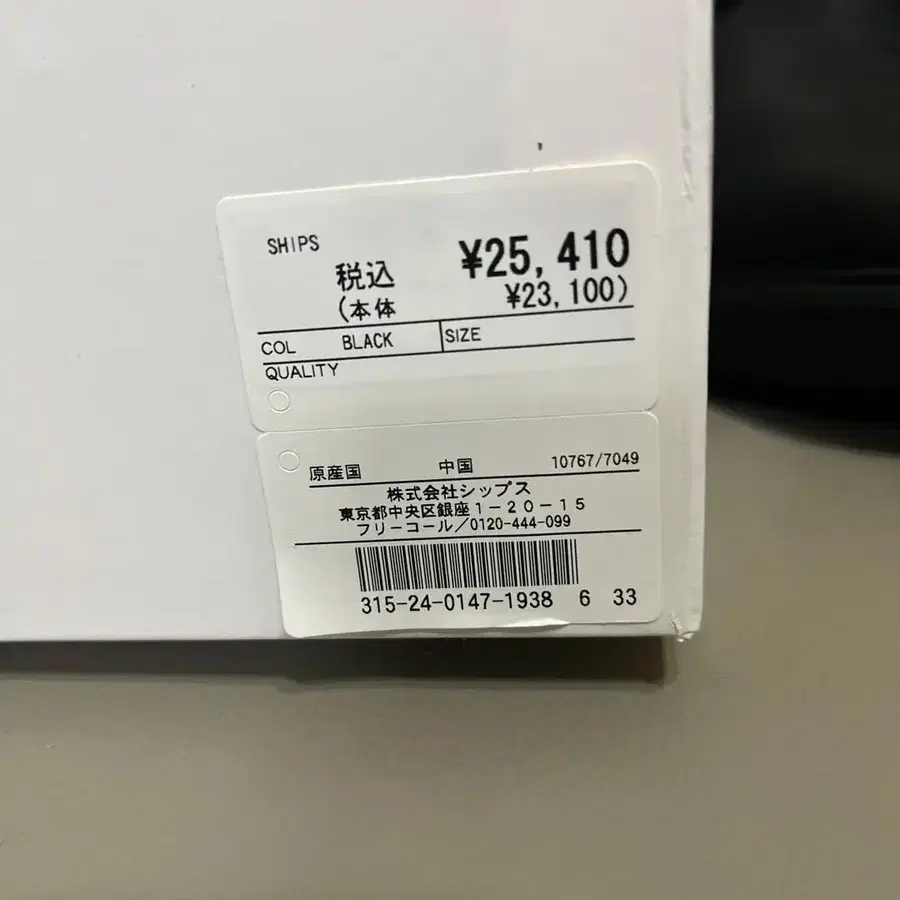 SHIPS
税込 ¥25,410
(本体 ¥23,100)
COL BLACK SIZE
QUALITY
原産国 中国 10767/7049
株式会社シップス
東京都中央区銀座1-20-15
フリーコール/0120-444-099
315-24-0147-1938 6 33